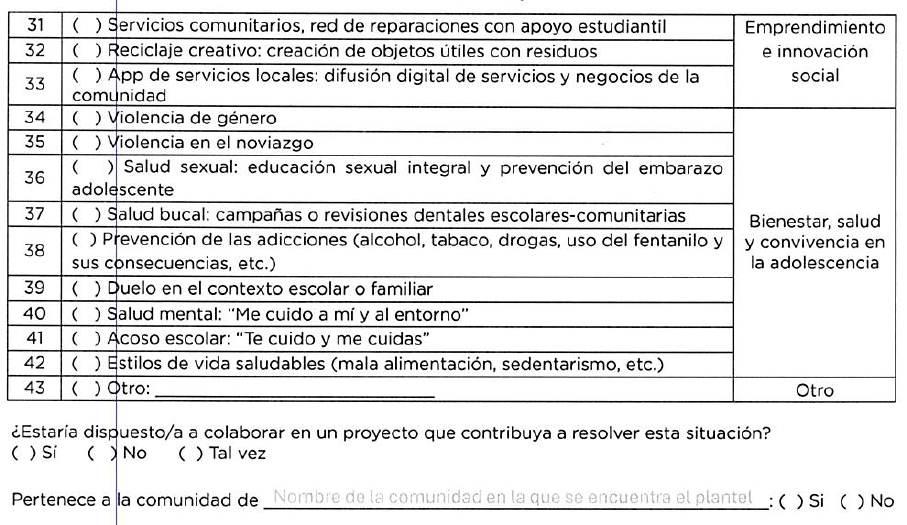 31 ( ) Servicios comunitarios, red de reparaciones con apoyo estudiantil
Emprendimiento
e innovación
social
32 ( ) Reciclaje creativo: creación de objetos útiles con residuos
33 ( ) App de servicios locales: difusión digital de servicios y negocios de la
comunidad
34 ( ) Violencia de género
35 ( ) Violencia en el noviazgo
36 ( ) Salud sexual: educación sexual integral y prevención del embarazo
adolescente
37 ( ) Salud bucal: campañas o revisiones dentales escolares-comunitarias
38 ( ) Prevención de las adicciones (alcohol, tabaco, drogas, uso del fentanilo y
sus consecuencias, etc.)
39 ( ) Duelo en el contexto escolar o familiar
40 ( ) Salud mental: "Me cuido a mí y al entorno"
41 ( ) Acoso escolar: "Te cuido y me cuidas"
42 ( ) Estilos de vida saludables (mala alimentación, sedentarismo, etc.)
Bienestar, salud
y convivencia en
la adolescencia
43 ( ) Otro: ____________________
Otro
¿Estaría dispuesto/a a colaborar en un proyecto que contribuya a resolver esta situación?
( ) Sí ( ) No ( ) Tal vez
Pertenece a la comunidad de Nombre de la comunidad en la que se encuentra el plantel : ( ) Si ( ) No